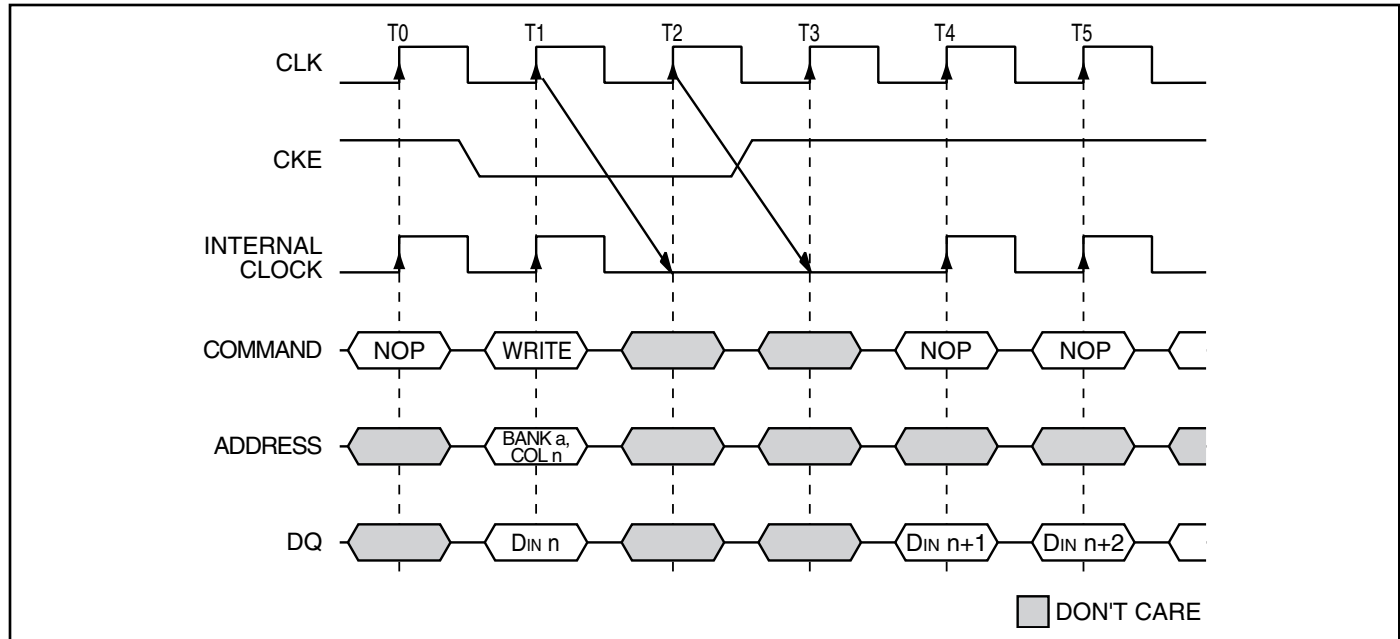 T0 T1 T2 T3 T4 T5
CLK
CKE
INTERNAL
CLOCK
COMMAND NOP WRITE NOP NOP
ADDRESS BANK a,
COL n
DQ DIN n DIN n+1 DIN n+2
DON'T CARE